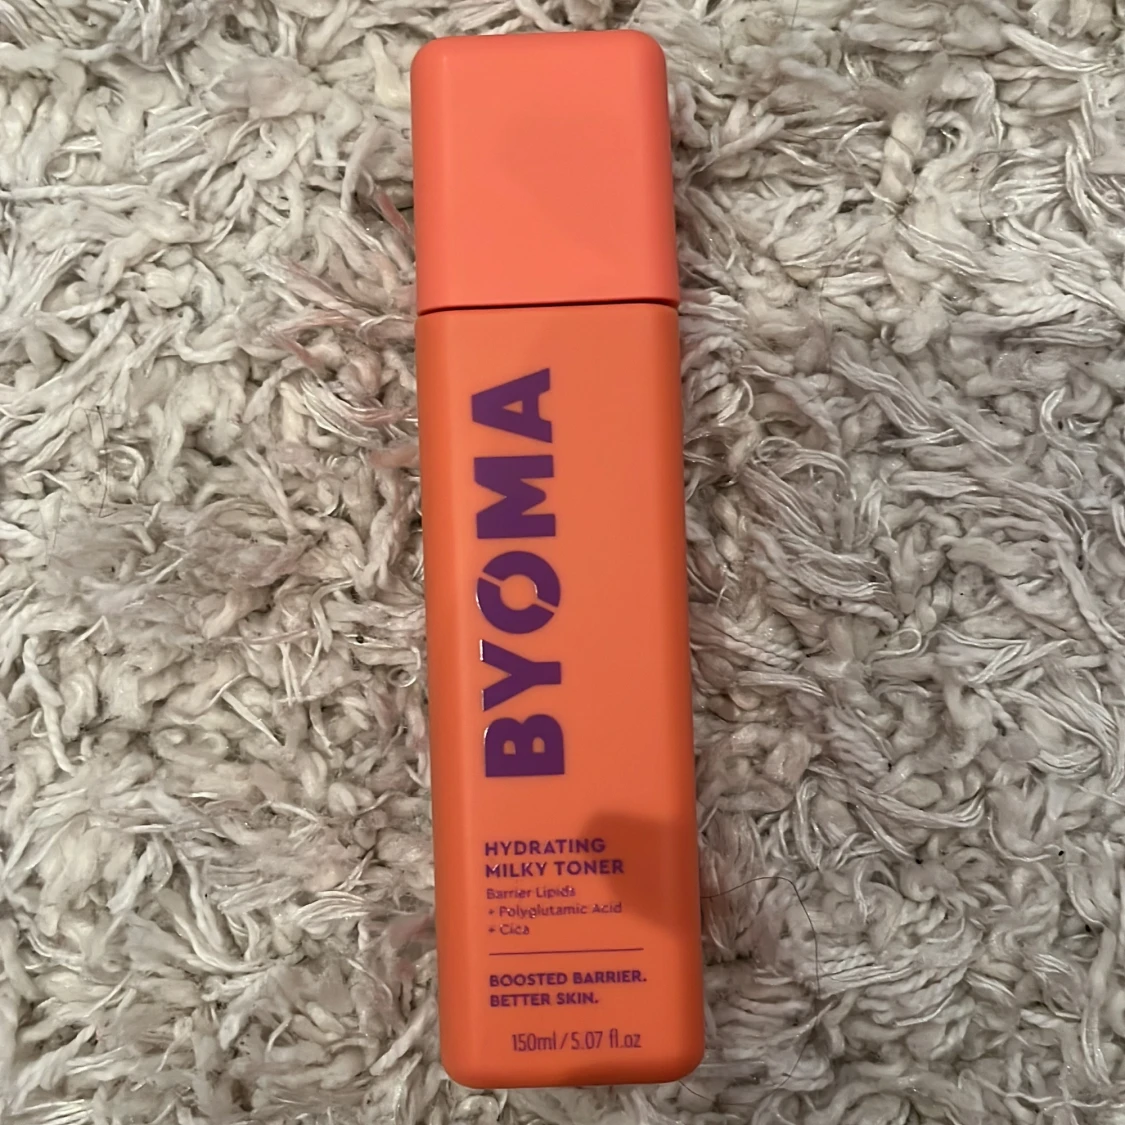 BYOMA
HYDRATING
MILKY TONER
Barrier Lipids
+ Polyglutamic Acid
+ Cica
BOOSTED BARRIER.
BETTER SKIN.
150ml / 5.07 fl.oz